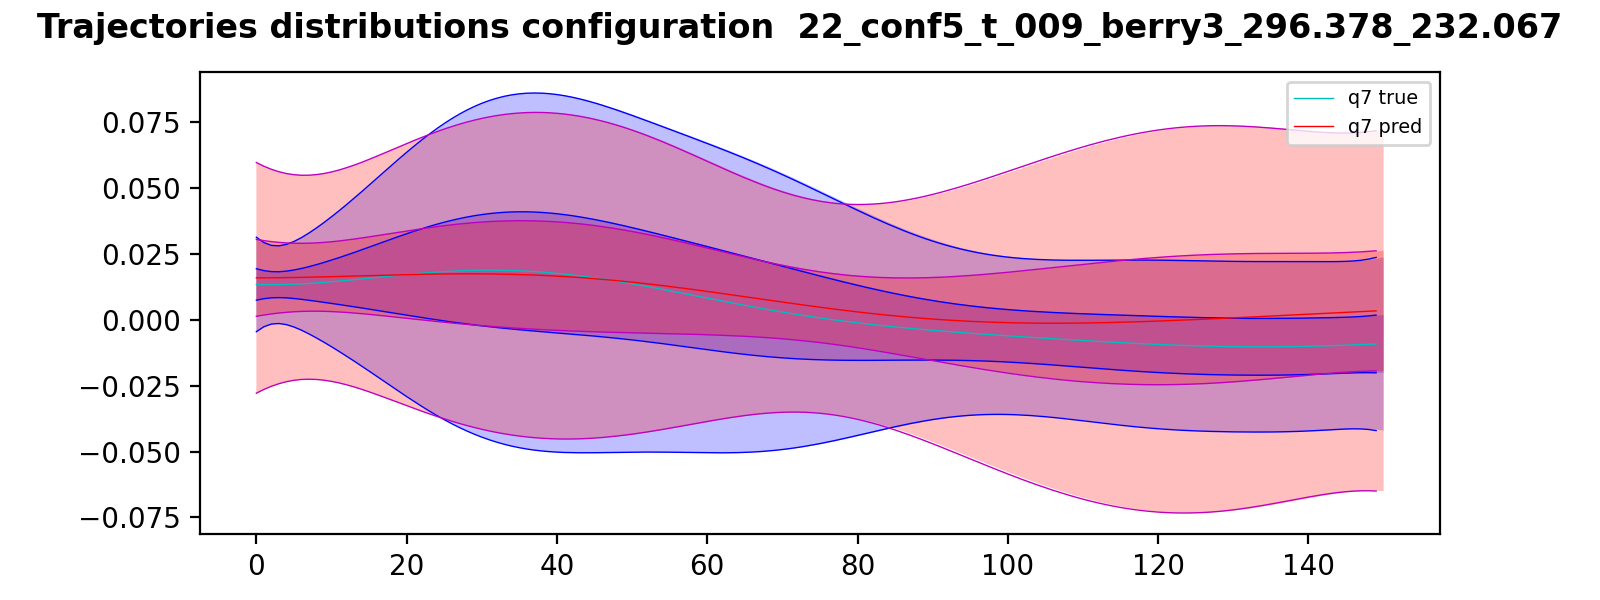 Trajectories distributions configuration  22_conf5_t_009_berry3_296.378_232.067
q7 true
q7 pred
0.075
0.050
0.025
0.000
−0.025
−0.050
−0.075
0 20 40 60 80 100 120 140